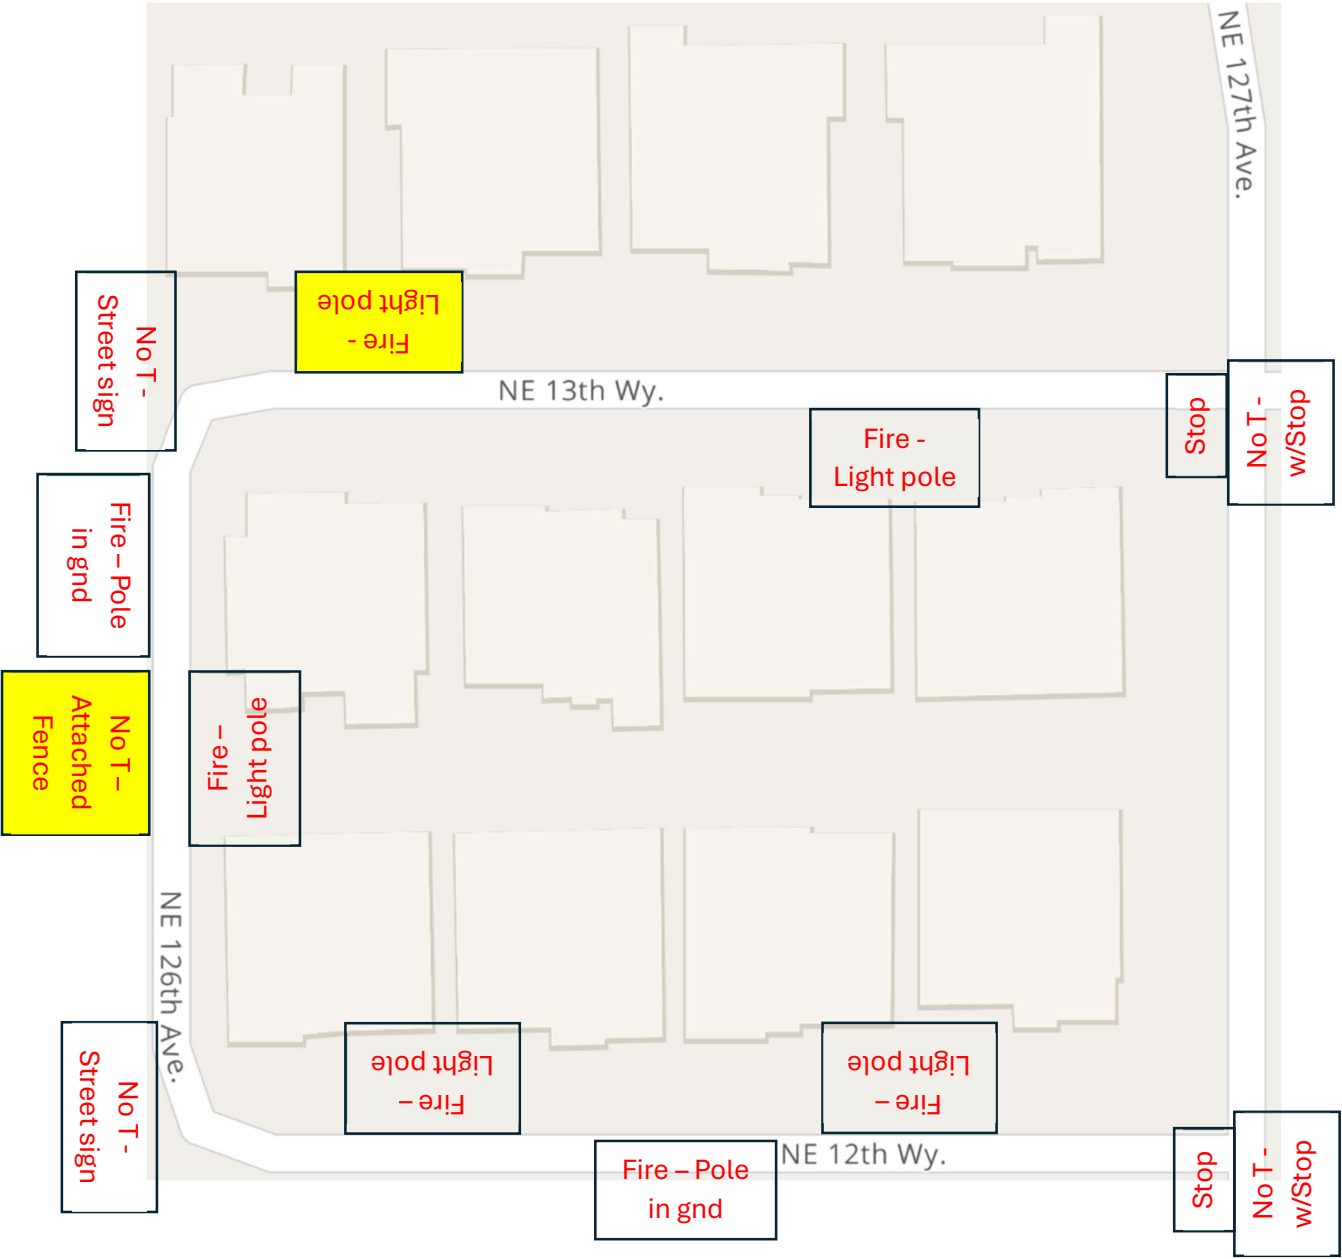 NE 127th Ave.
Fire -
Light pole
No T -
Street sign
NE 13th Wy.
Stop
No T -
w/Stop
Fire -
Light pole
Fire – Pole
in gnd
No T –
Attached
Fence
Fire –
Light pole
NE 126th Ave.
No T -
Street sign
Fire –
Light pole
Fire –
Light pole
NE 12th Wy.
Fire – Pole
in gnd
Stop
No T -
w/Stop